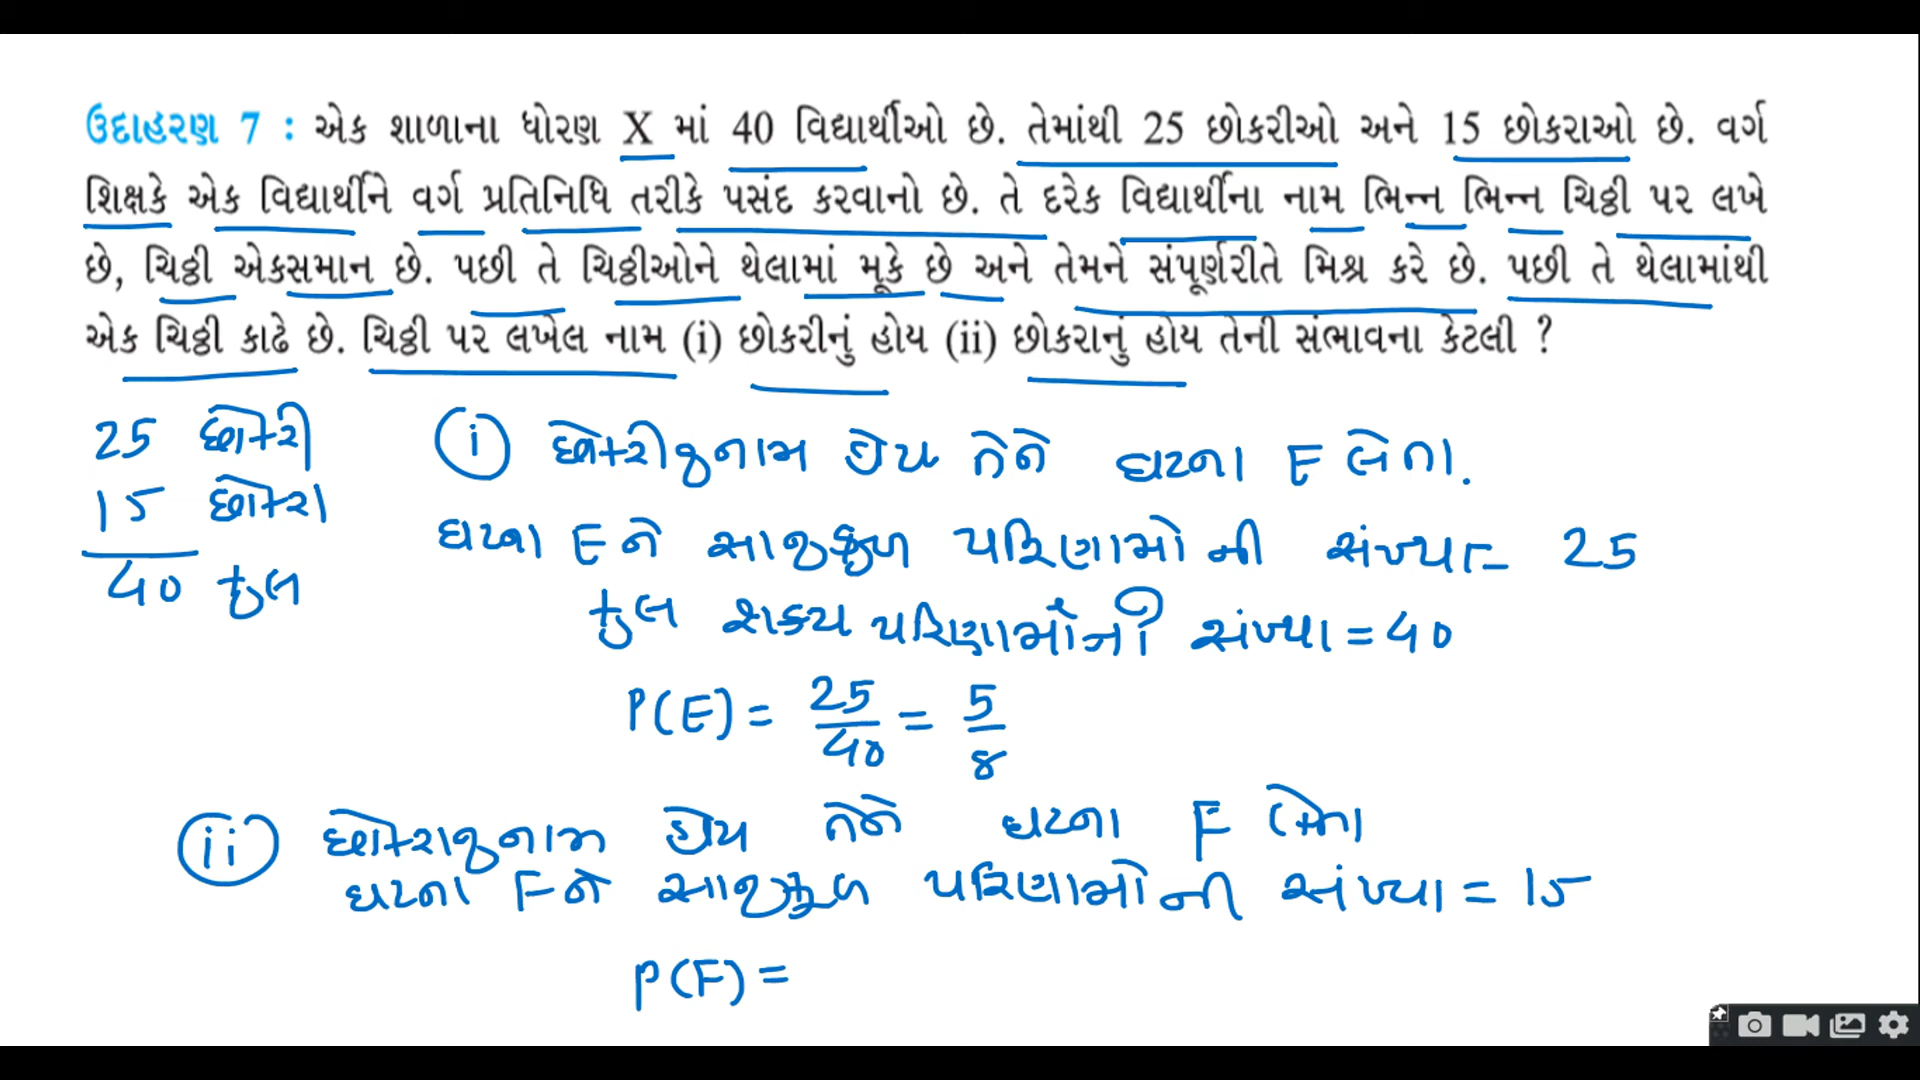 ઉદાહરણ 7 : એક શાળાના ધોરણ X માં 40 વિદ્યાર્થીઓ છે. તેમાંથી 25 છોકરીઓ અને 15 છોકરાઓ છે. વર્ગ
શિક્ષકે એક વિદ્યાર્થીને વર્ગ પ્રતિનિધિ તરીકે પસંદ કરવાનો છે. તે દરેક વિદ્યાર્થીના નામ ભિન્ન ભિન્ન ચિઠ્ઠી પર લખે
છે, ચિઠ્ઠી એકસમાન છે. પછી તે ચિઠ્ઠીઓને થેલામાં મૂકે છે અને તેમને સંપૂર્ણરીતે મિશ્ર કરે છે. પછી તે થેલામાંથી
એક ચિઠ્ઠી કાઢે છે. ચિઠ્ઠી પર લખેલ નામ (i) છોકરીનું હોય (ii) છોકરાનું હોય તેની સંભાવના કેટલી ?
25 છોકરી
15 છોકરા
40 કુલ
(i) છોકરીનુ નામ હોય તેને ઘટના E લેતા.
ઘટના E ને સાનુકુળ પરિણામો ની સંખ્યા = 25
કુલ શક્ય પરિણામોની સંખ્યા = 40
P(E) = 25/40 = 5/8
(ii) છોકરાનુ નામ હોય તેને ઘટના F લેતા
ઘટના F ને સાનુકુળ પરિણામો ની સંખ્યા = 15
P(F) =